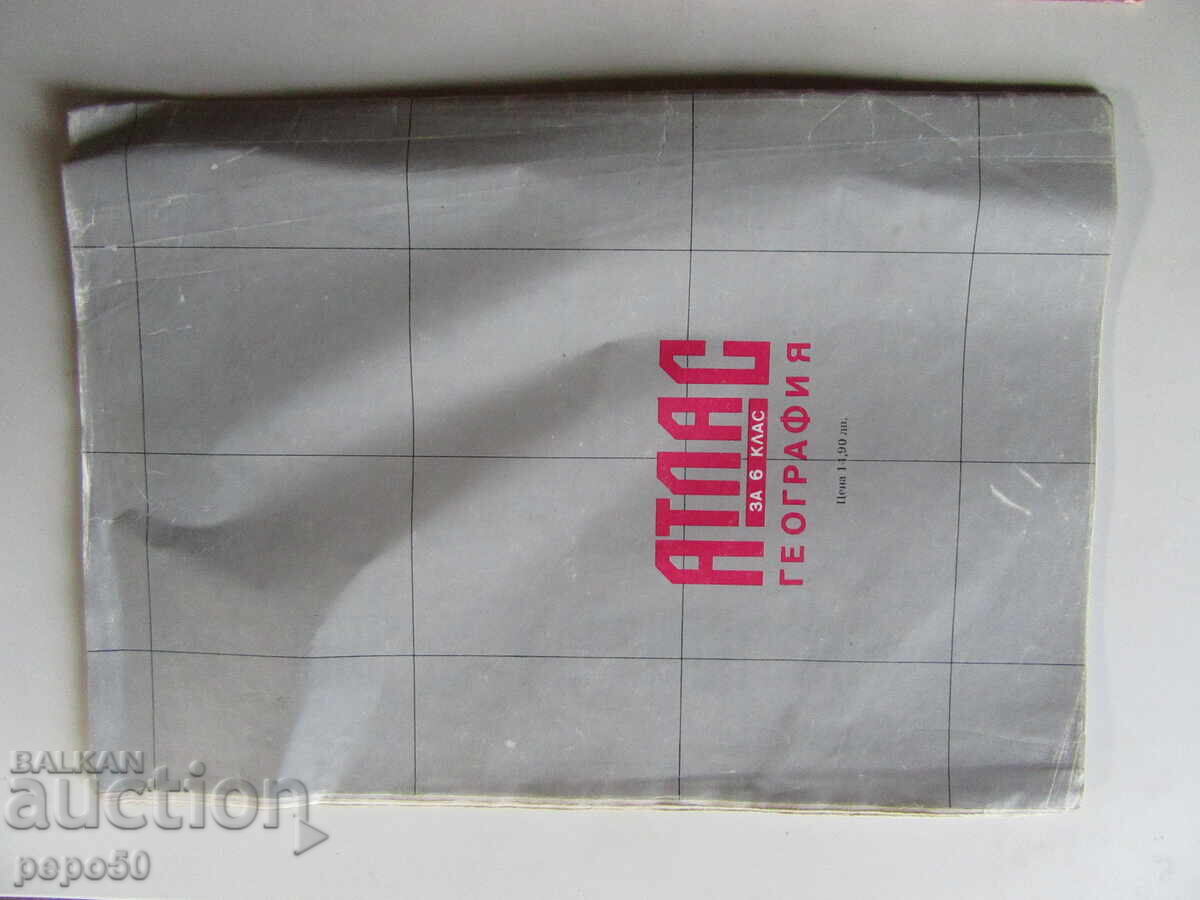 АТЛАС
ЗА 6 КЛАС
ГЕОГРАФИЯ
Цена 14,90 лв.
BALKAN
auction
pepo50